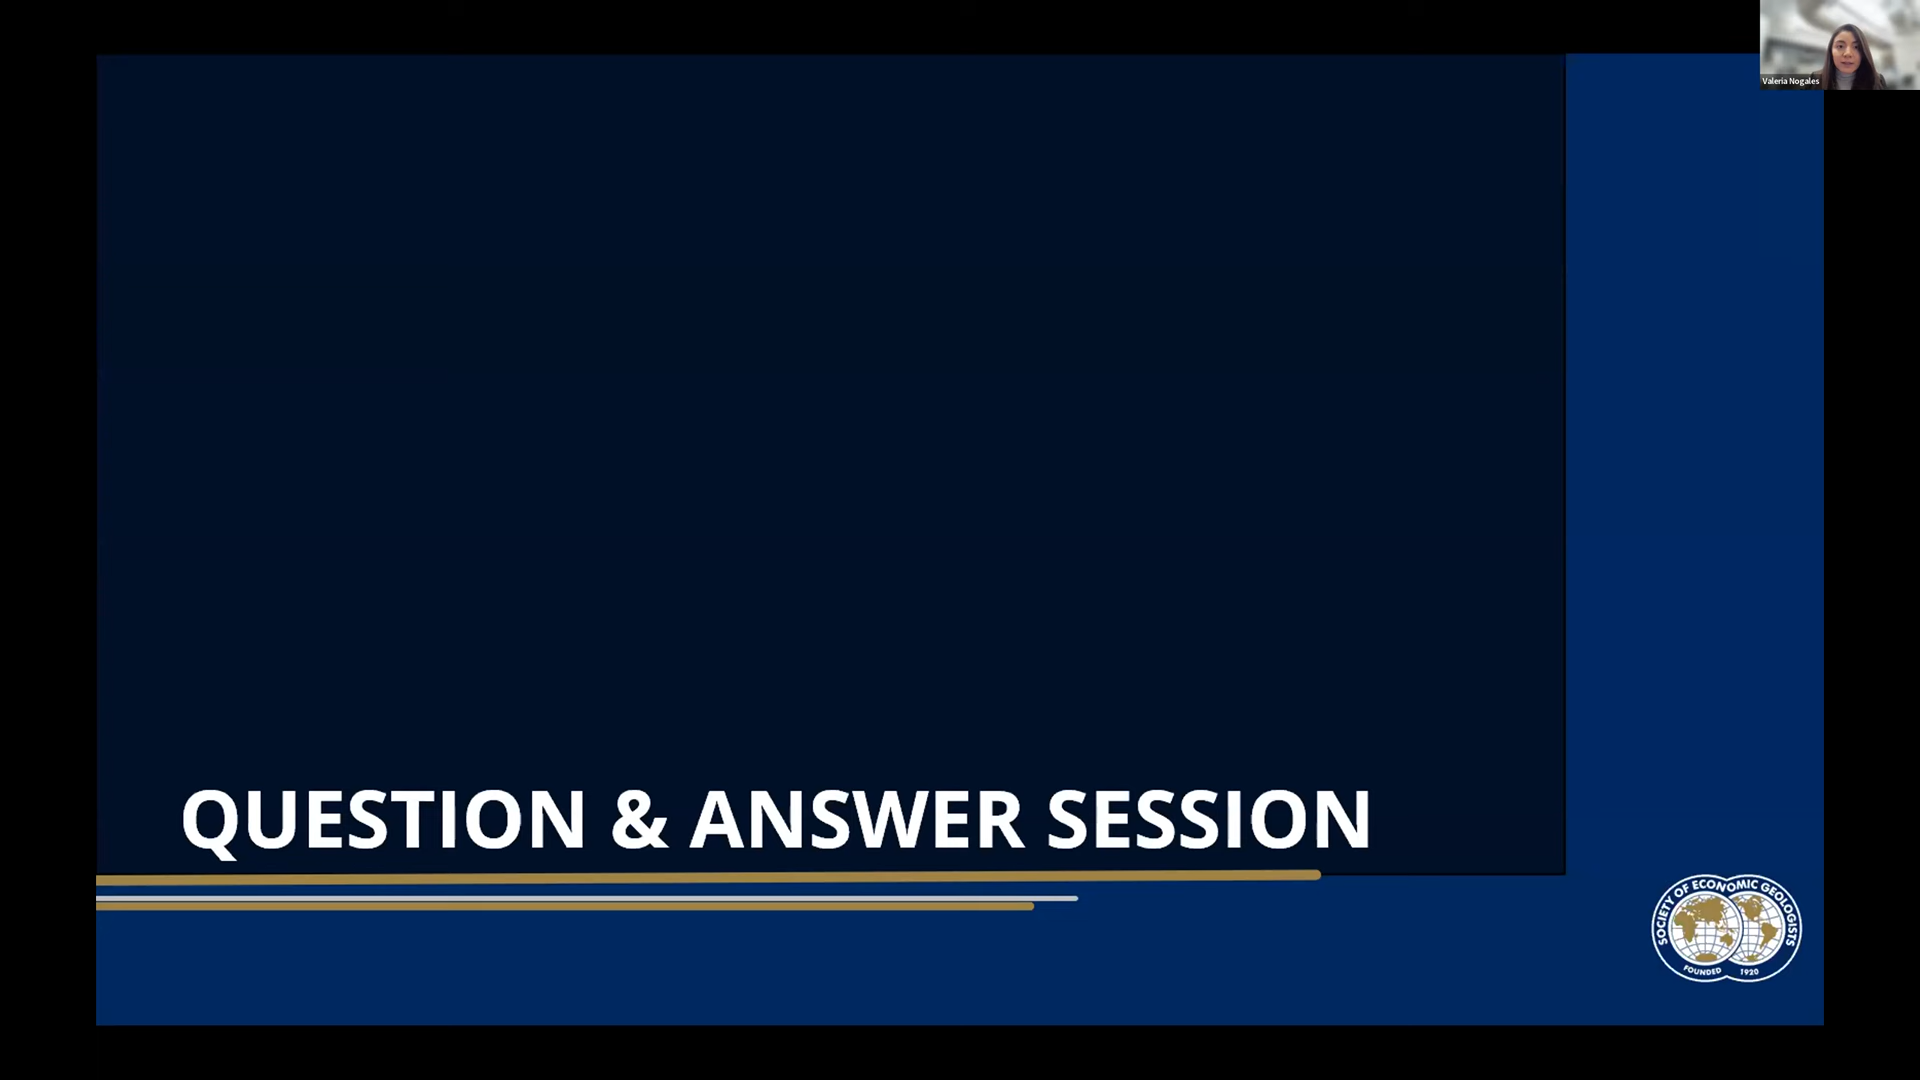 Valeria Nogales
QUESTION & ANSWER SESSION
SOCIETY OF ECONOMIC GEOLOGISTS
FOUNDED 1920